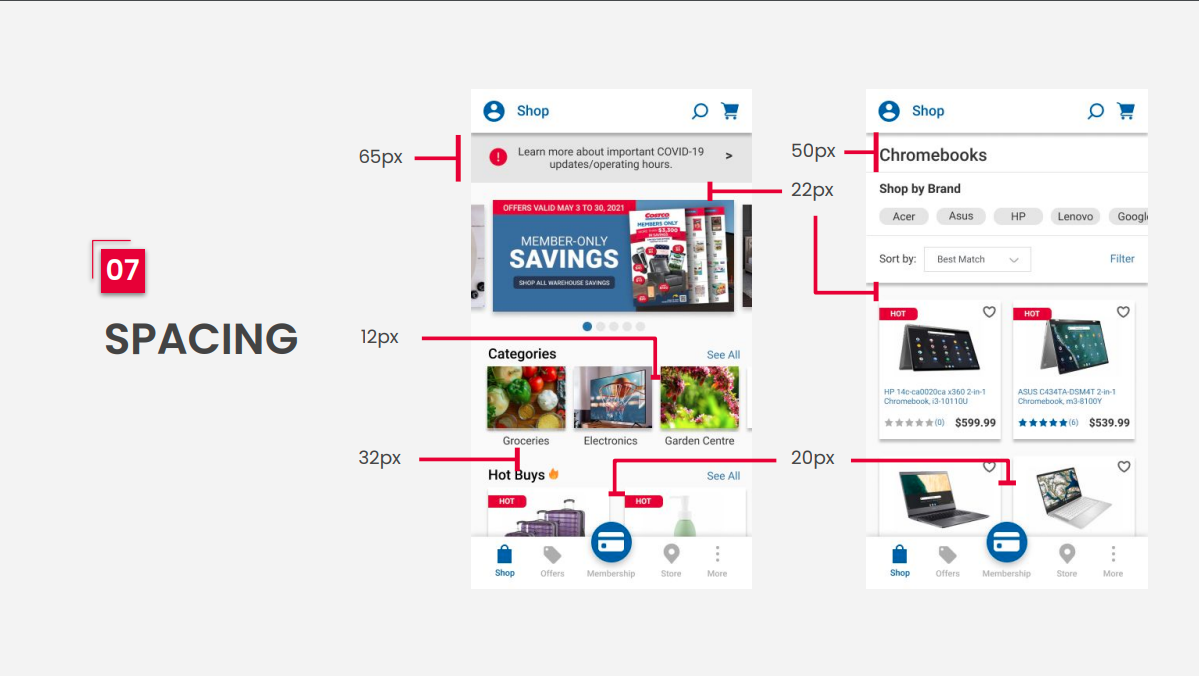 07
SPACING
65px
12px
32px
50px
22px
20px
Shop
Learn more about important COVID-19
updates/operating hours.
>
OFFERS VALID MAY 3 TO 30, 2021
MEMBER-ONLY
SAVINGS
SHOP ALL WAREHOUSE SAVINGS
COSTCO
MEMBERS ONLY
Categories
See All
Groceries
Electronics
Garden Centre
Hot Buys
See All
HOT
HOT
Shop
Offers
Membership
Store
More
Shop
Chromebooks
Shop by Brand
Acer
Asus
HP
Lenovo
Googl
Sort by:
Best Match
Filter
HOT
HOT
HP 14c-ca0020ca x360 2-in-1
Chromebook, i3-10110U
(0)
$599.99
ASUS C434TA-DSM4T 2-in-1
Chromebook, m3-8100Y
(6)
$539.99
Shop
Offers
Membership
Store
More